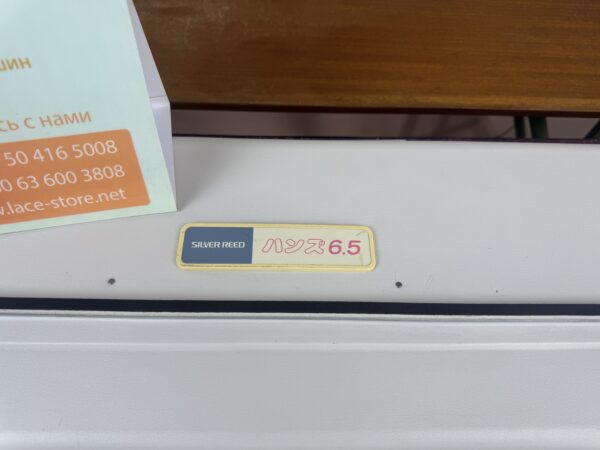 шин
сь с нами
50 416 5008
0 63 600 3808
w.lace-store.net
SILVER REED ハンズ 6.5